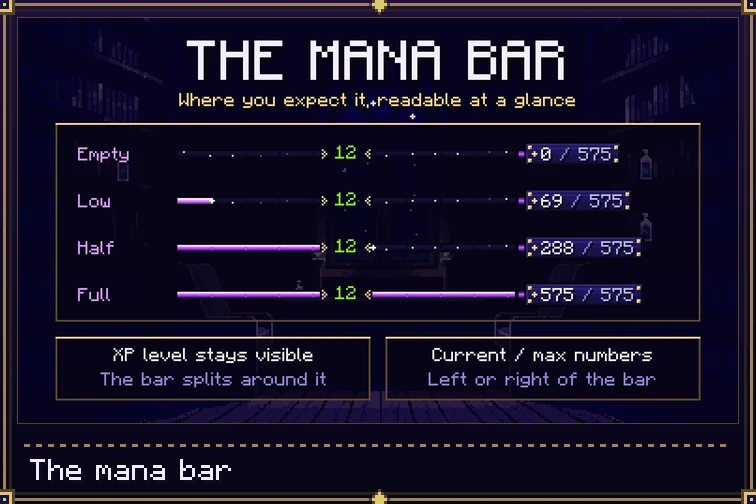 THE MANA BAR
Where you expect it, readable at a glance
Empty 12 0 / 575
Low 12 69 / 575
Half 12 288 / 575
Full 12 575 / 575
XP level stays visible
The bar splits around it
Current / max numbers
Left or right of the bar
The mana bar